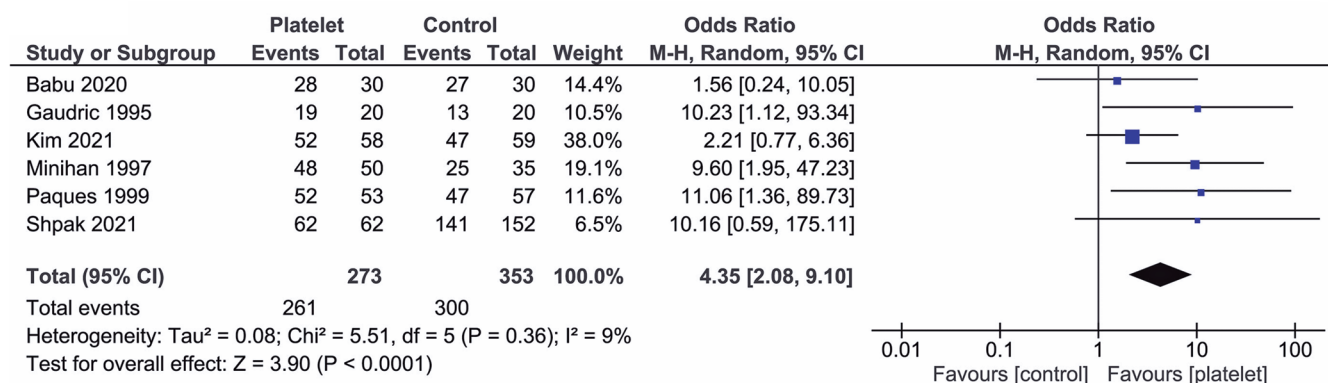 Platelet Control Odds Ratio Odds Ratio
Study or Subgroup Events Total Events Total Weight M-H, Random, 95% CI M-H, Random, 95% CI
Babu 2020 28 30 27 30 14.4% 1.56 [0.24, 10.05]
Gaudric 1995 19 20 13 20 10.5% 10.23 [1.12, 93.34]
Kim 2021 52 58 47 59 38.0% 2.21 [0.77, 6.36]
Minihan 1997 48 50 25 35 19.1% 9.60 [1.95, 47.23]
Paques 1999 52 53 47 57 11.6% 11.06 [1.36, 89.73]
Shpak 2021 62 62 141 152 6.5% 10.16 [0.59, 175.11]
Total (95% CI) 273 353 100.0% 4.35 [2.08, 9.10]
Total events 261 300
Heterogeneity: Tau² = 0.08; Chi² = 5.51, df = 5 (P = 0.36); I² = 9%
Test for overall effect: Z = 3.90 (P < 0.0001)
0.01 0.1 1 10 100
Favours [control] Favours [platelet]